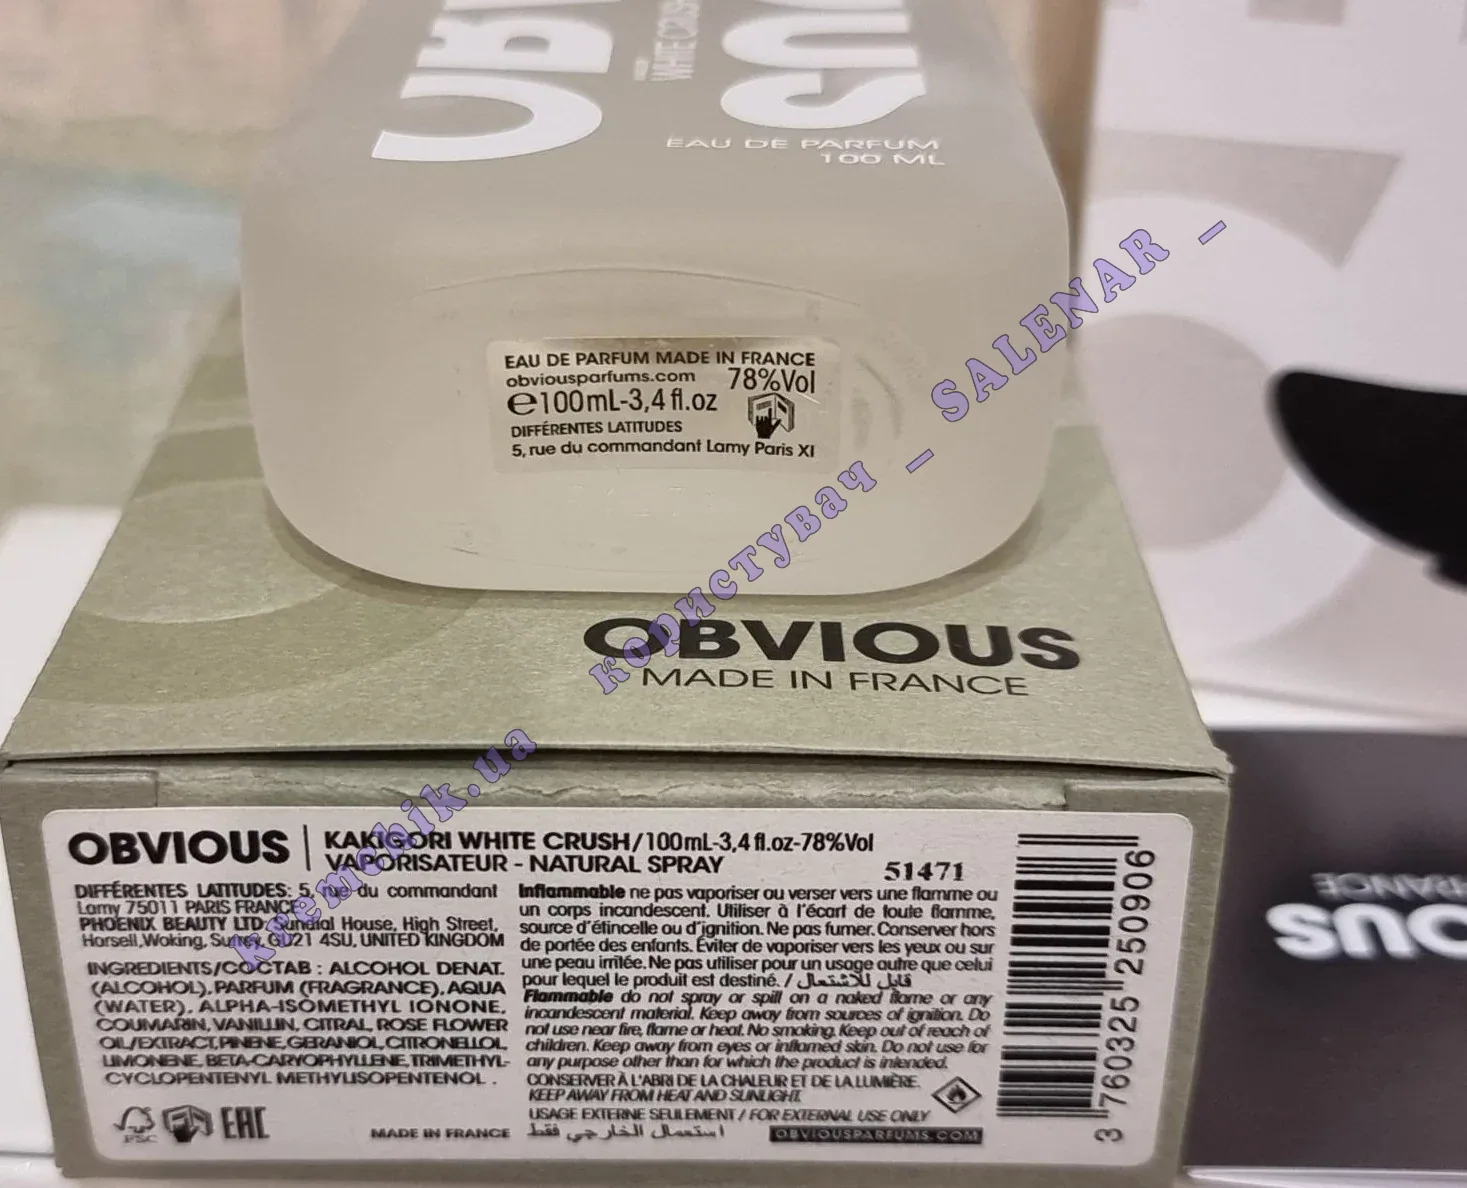 WHITE CRUSH
EAU DE PARFUM
100 ML
EAU DE PARFUM MADE IN FRANCE
obviousparfums.com 78%Vol
℮100mL-3,4 fl.oz
DIFFÉRENTES LATITUDES
5, rue du commandant Lamy Paris XI
OBVIOUS
MADE IN FRANCE
kremchik.ua користувач _ SALENAR _
OBVIOUS
KAKIGORI WHITE CRUSH/100mL-3,4 fl.oz-78%Vol
VAPORISATEUR - NATURAL SPRAY
51471
DIFFÉRENTES LATITUDES: 5, rue du commandant
Lamy 75011 PARIS FRANCE
PHOENIX BEAUTY LTD, Sundial House, High Street,
Horsell, Woking, Surrey, GU21 4SU, UNITED KINGDOM
INGREDIENTS/COCTAB : ALCOHOL DENAT.
(ALCOHOL), PARFUM (FRAGRANCE), AQUA
(WATER), ALPHA-ISOMETHYL IONONE,
COUMARIN, VANILLIN, CITRAL, ROSE FLOWER
OIL/EXTRACT, PINENE, GERANIOL, CITRONELLOL,
LIMONENE, BETA-CARYOPHYLLENE, TRIMETHYL-
CYCLOPENTENYL METHYLISOPENTENOL .
FSC
EAC
MADE IN FRANCE
Inflammable ne pas vaporiser ou verser vers une flamme ou
un corps incandescent. Utiliser à l'écart de toute flamme,
source d'étincelle ou d'ignition. Ne pas fumer. Conserver hors
de portée des enfants. Éviter de vaporiser vers les yeux ou sur
une peau irritée. Ne pas utiliser pour un usage autre que celui
pour lequel le produit est destiné. / قابل للاشتعال
Flammable do not spray or spill on a naked flame or any
incandescent material. Keep away from sources of ignition. Do
not use near fire, flame or heat. No smoking. Keep out of reach of
children. Keep away from eyes or inflamed skin. Do not use for
any purpose other than for which the product is intended.
CONSERVER À L'ABRI DE LA CHALEUR ET DE LA LUMIÈRE.
KEEP AWAY FROM HEAT AND SUNLIGHT.
USAGE EXTERNE SEULEMENT / FOR EXTERNAL USE ONLY
استعمال الخارجي فقط
OBVIOUSPARFUMS.COM
3 760325 250906